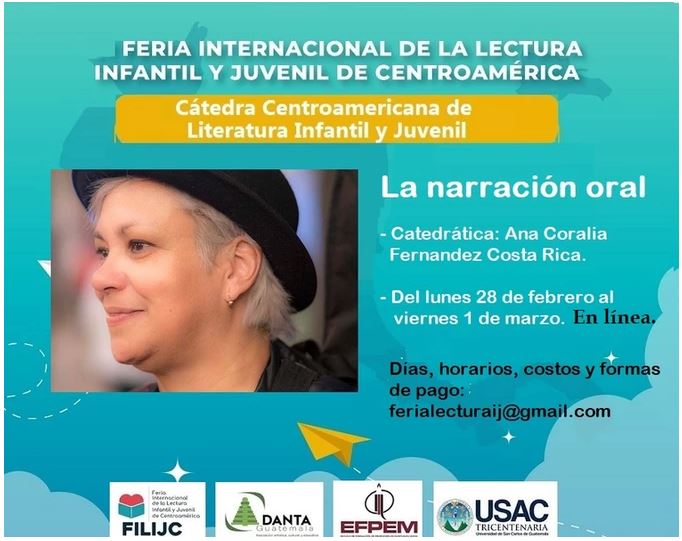 FERIA INTERNACIONAL DE LA LECTURA
INFANTIL Y JUVENIL DE CENTROAMÉRICA
Cátedra Centroamericana de
Literatura Infantil y Juvenil
La narración oral
- Catedrática: Ana Coralia
Fernandez Costa Rica.
- Del lunes 28 de febrero al
viernes 1 de marzo. En línea.
Días, horarios, costos y formas
de pago:
ferialecturaij@gmail.com
Feria
Internacional
de la Lectura
Infantil y Juvenil
de Centroamérica
FILIJC
DANTA
Guatemala
EFPEM
USAC
TRICENTENARIA
Universidad de San Carlos de Guatemala